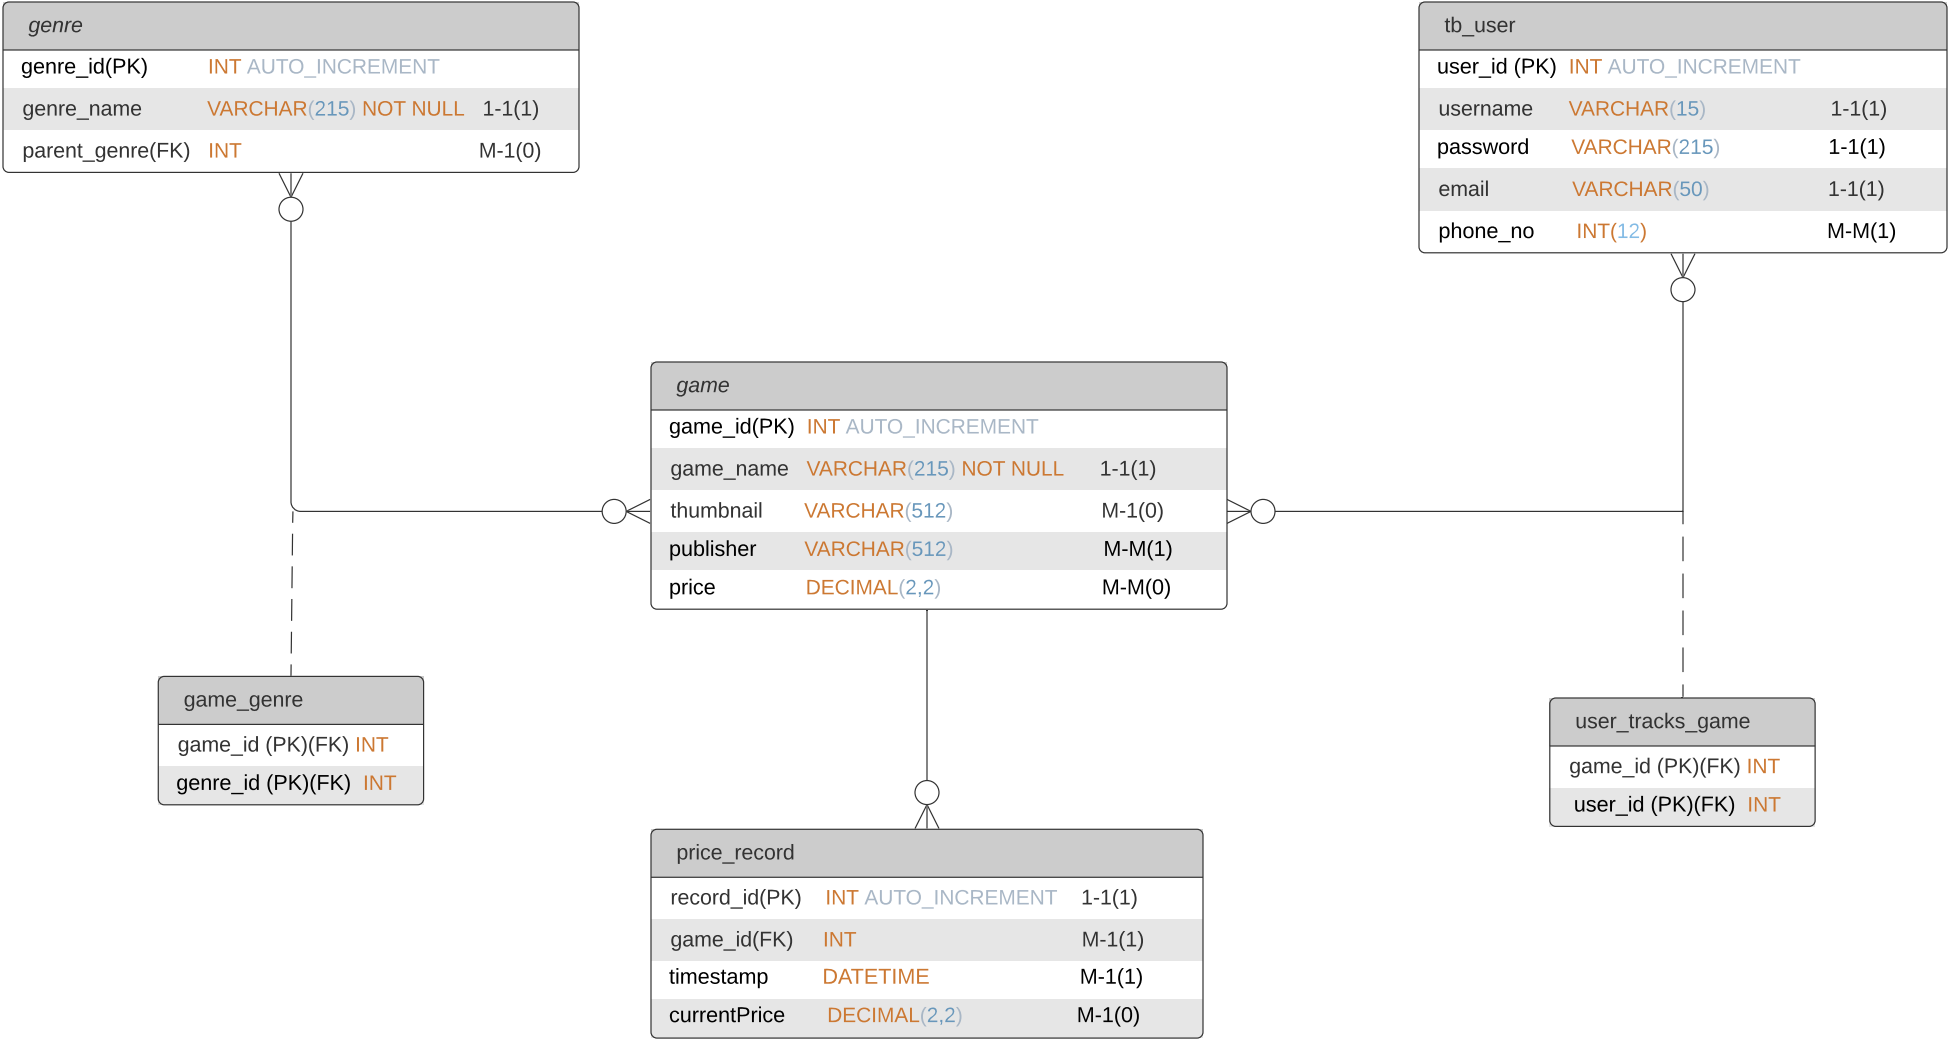 genre
genre_id(PK) INT AUTO_INCREMENT
genre_name VARCHAR(215) NOT NULL 1-1(1)
parent_genre(FK) INT M-1(0)
tb_user
user_id (PK) INT AUTO_INCREMENT
username VARCHAR(15) 1-1(1)
password VARCHAR(215) 1-1(1)
email VARCHAR(50) 1-1(1)
phone_no INT(12) M-M(1)
game
game_id(PK) INT AUTO_INCREMENT
game_name VARCHAR(215) NOT NULL 1-1(1)
thumbnail VARCHAR(512) M-1(0)
publisher VARCHAR(512) M-M(1)
price DECIMAL(2,2) M-M(0)
game_genre
game_id (PK)(FK) INT
genre_id (PK)(FK) INT
user_tracks_game
game_id (PK)(FK) INT
user_id (PK)(FK) INT
price_record
record_id(PK) INT AUTO_INCREMENT 1-1(1)
game_id(FK) INT M-1(1)
timestamp DATETIME M-1(1)
currentPrice DECIMAL(2,2) M-1(0)